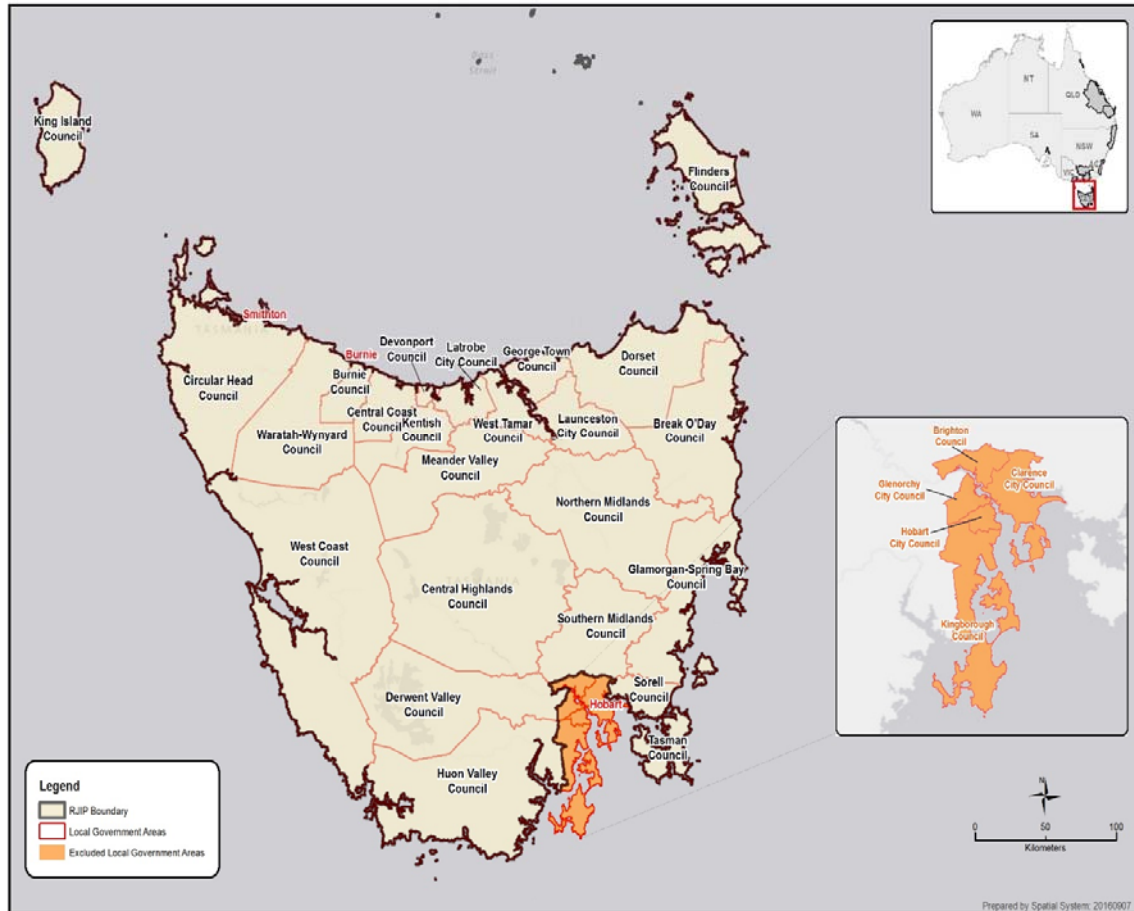 Bass
Strait
King Island
Council
Flinders
Council
Smithton
TASMANIA
Burnie
Devonport
Council
Latrobe
City Council
George Town
Council
Dorset
Council
Circular Head
Council
Burnie
Council
Central Coast
Council
Kentish
Council
West Tamar
Council
Launceston
City Council
Break O'Day
Council
Waratah-Wynyard
Council
Meander Valley
Council
Northern Midlands
Council
West Coast
Council
Glamorgan-Spring Bay
Council
TASMANIA
Central Highlands
Council
Southern Midlands
Council
Derwent Valley
Council
Sorell
Council
Hobart
Tasman
Council
Huon Valley
Council
NT
QLD
WA
SA
NSW
VIC
Brighton
Council
Clarence
City Council
Glenorchy
City Council
Hobart
City Council
Kingborough
Council
Legend
RJIP Boundary
Local Government Areas
Excluded Local Government Areas
N
0 50 100
Kilometers
Prepared by Spatial System: 20160907